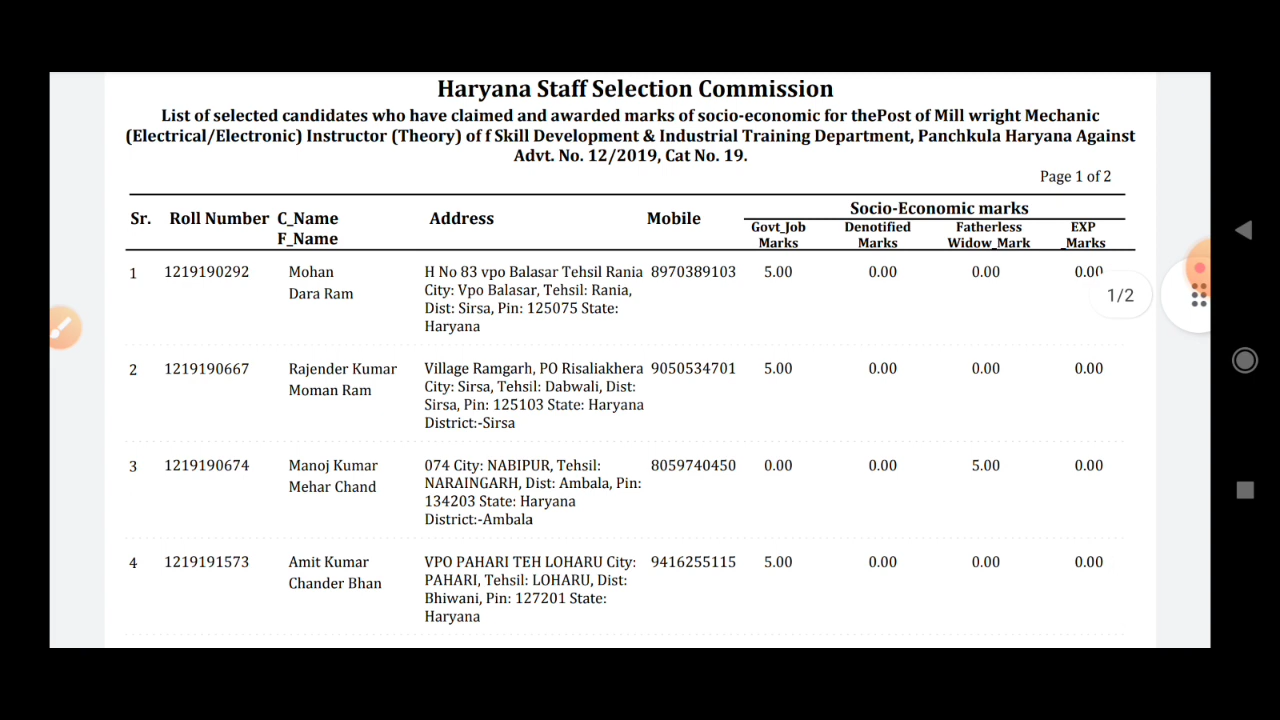 Haryana Staff Selection Commission
List of selected candidates who have claimed and awarded marks of socio-economic for thePost of Mill wright Mechanic
(Electrical/Electronic) Instructor (Theory) of f Skill Development & Industrial Training Department, Panchkula Haryana Against
Advt. No. 12/2019, Cat No. 19.
Page 1 of 2
Sr. Roll Number C_Name Address Mobile Socio-Economic marks
F_Name Govt_Job Denotified Fatherless EXP
Marks Marks Widow_Mark _Marks
1 1219190292 Mohan H No 83 vpo Balasar Tehsil Rania 8970389103 5.00 0.00 0.00 0.00
Dara Ram City: Vpo Balasar, Tehsil: Rania,
Dist: Sirsa, Pin: 125075 State:
Haryana
1/2
2 1219190667 Rajender Kumar Village Ramgarh, PO Risaliakhera 9050534701 5.00 0.00 0.00 0.00
Moman Ram City: Sirsa, Tehsil: Dabwali, Dist:
Sirsa, Pin: 125103 State: Haryana
District:-Sirsa
3 1219190674 Manoj Kumar 074 City: NABIPUR, Tehsil: 8059740450 0.00 0.00 5.00 0.00
Mehar Chand NARAINGARH, Dist: Ambala, Pin:
134203 State: Haryana
District:-Ambala
4 1219191573 Amit Kumar VPO PAHARI TEH LOHARU City: 9416255115 5.00 0.00 0.00 0.00
Chander Bhan PAHARI, Tehsil: LOHARU, Dist:
Bhiwani, Pin: 127201 State:
Haryana